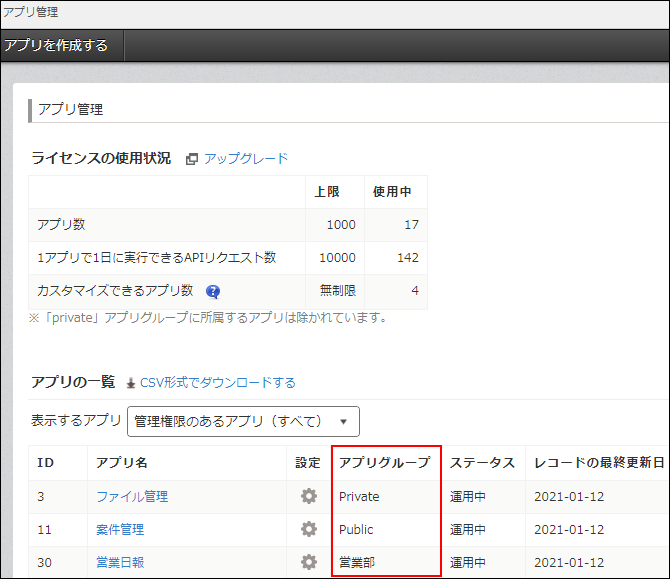 アプリ管理
アプリを作成する
アプリ管理
ライセンスの使用状況 アップグレード
上限 使用中
アプリ数 1000 17
1アプリで1日に実行できるAPIリクエスト数 10000 142
カスタマイズできるアプリ数 ? 無制限 4
※「private」アプリグループに所属するアプリは除かれています。
アプリの一覧 CSV形式でダウンロードする
表示するアプリ 管理権限のあるアプリ（すべて）
ID アプリ名 設定 アプリグループ ステータス レコードの最終更新日
3 ファイル管理 Private 運用中 2021-01-12
11 案件管理 Public 運用中 2021-01-12
30 営業日報 営業部 運用中 2021-01-12